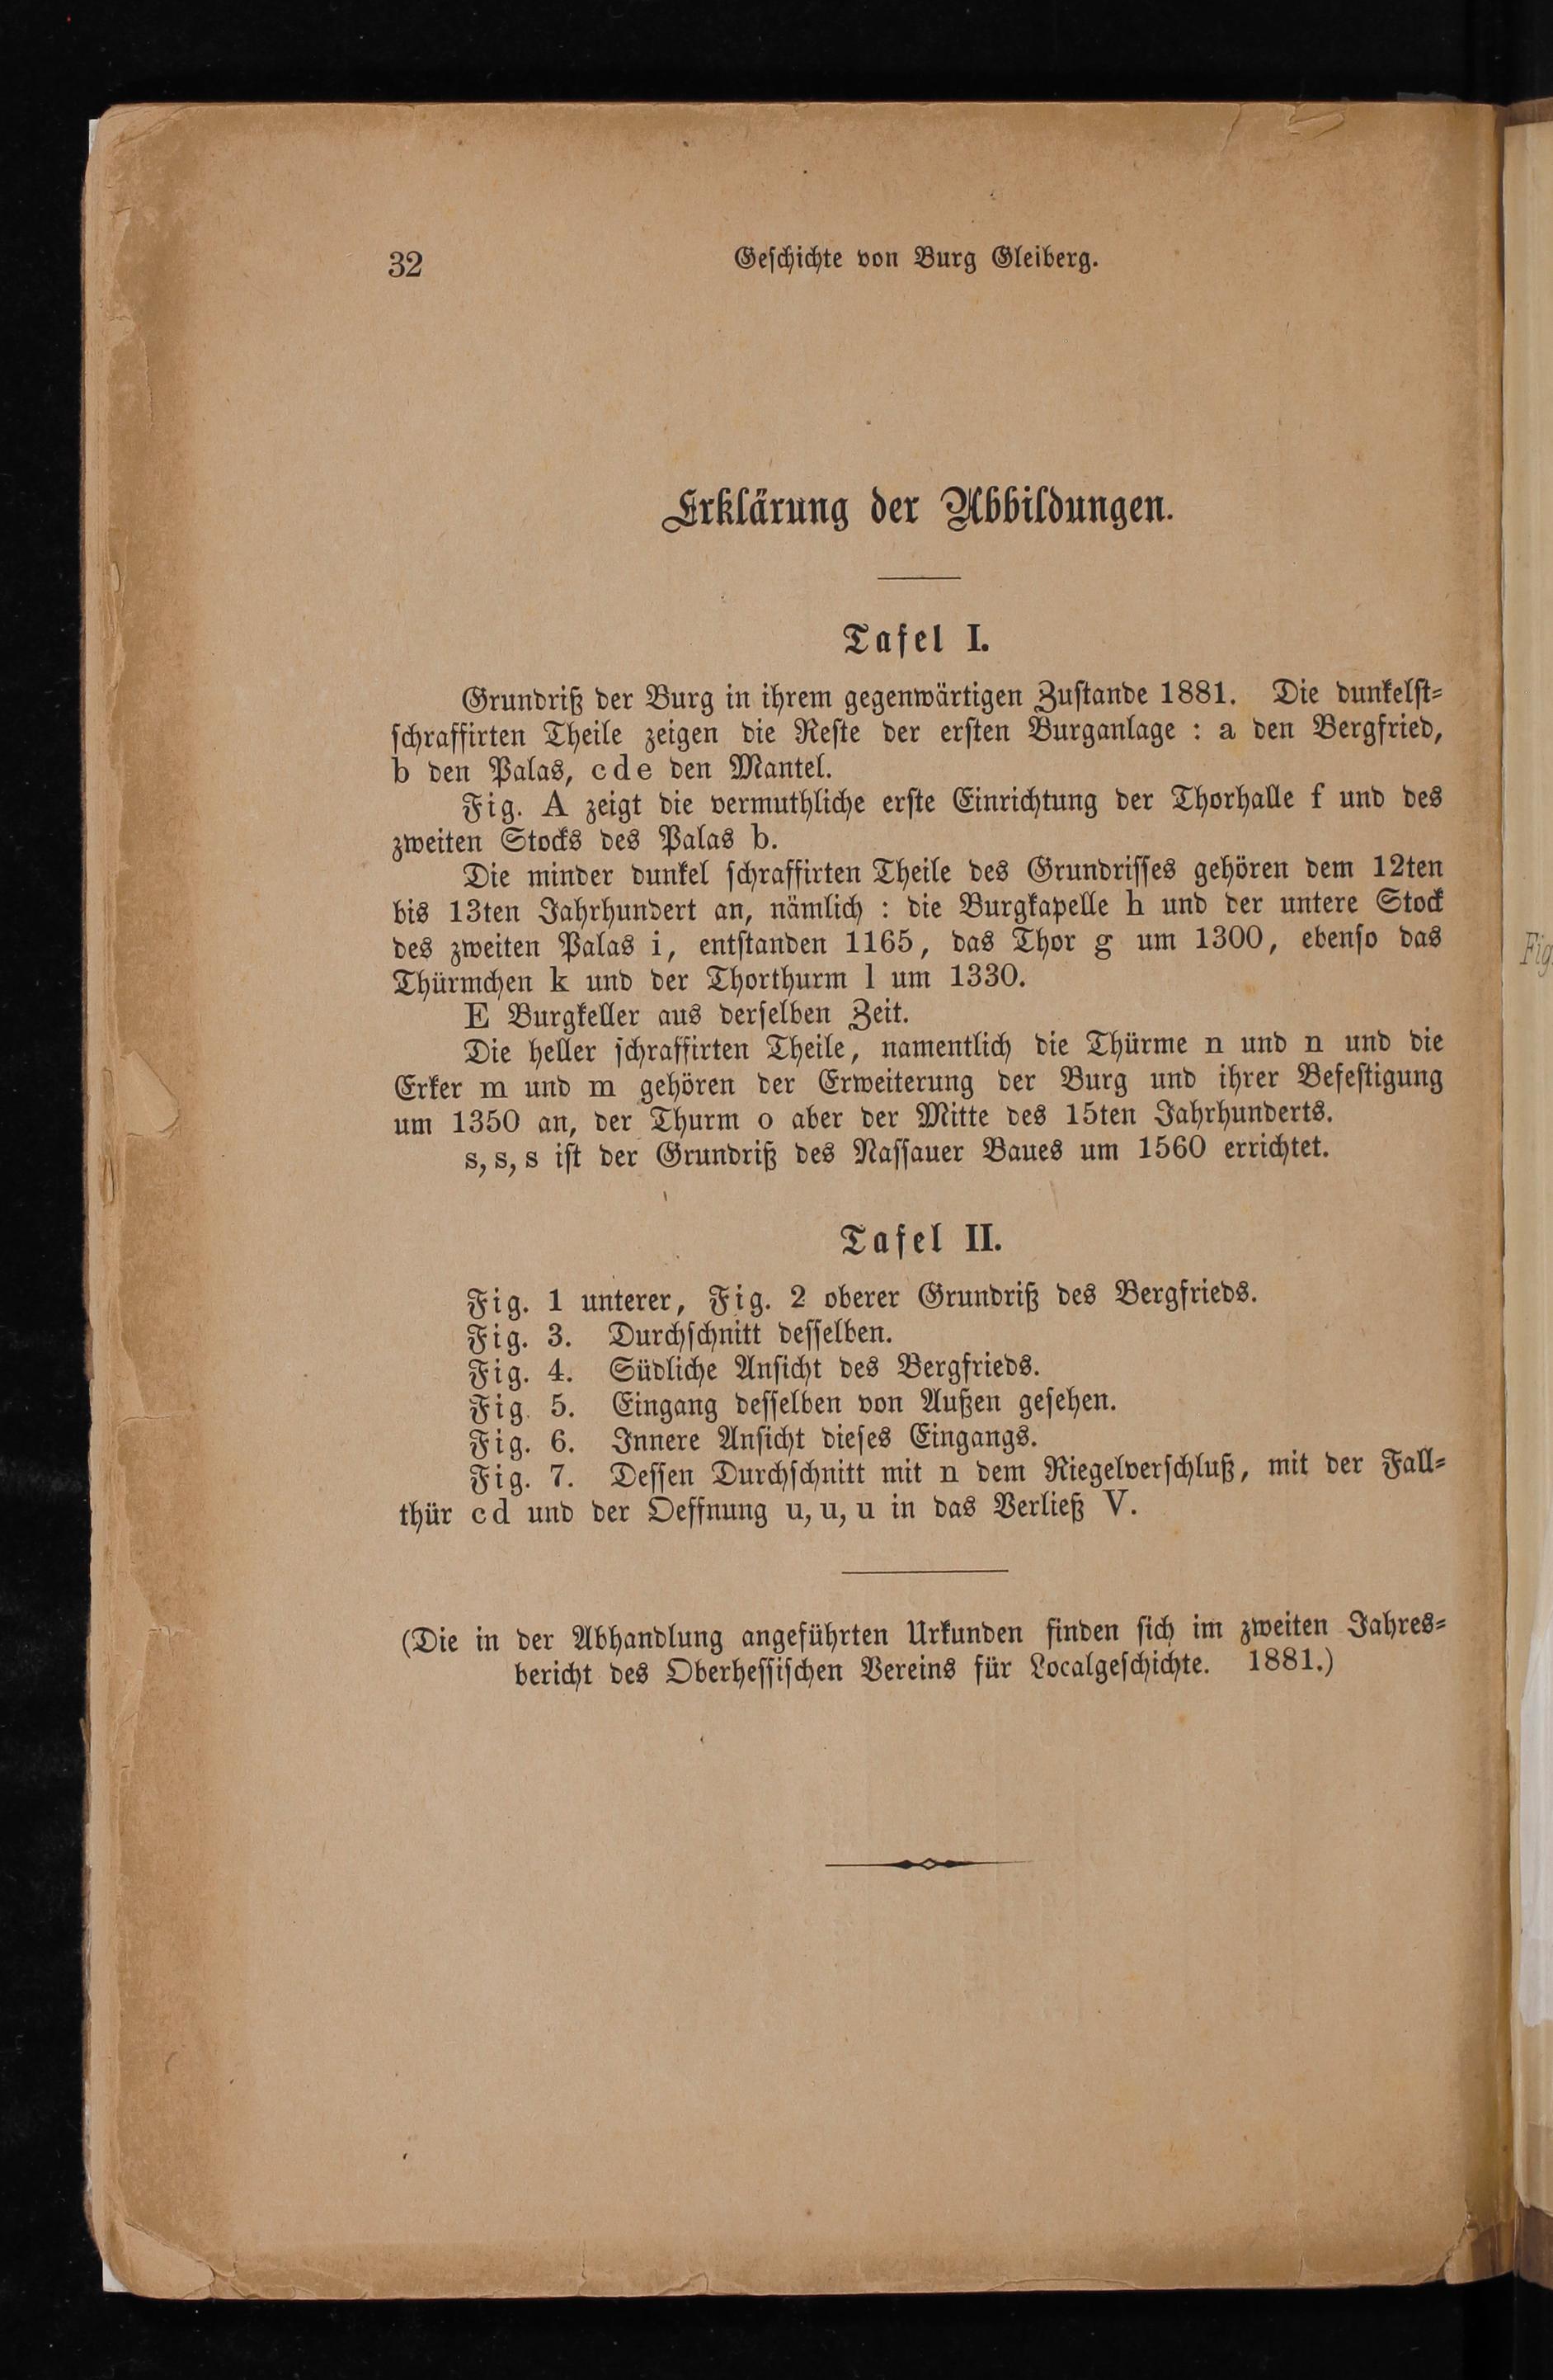 32
Geschichte von Burg Gleiberg.
Erklärung der Abbildungen.
Tafel I.
Grundriß der Burg in ihrem gegenwärtigen Zustande 1881. Die dunkelst-
schraffirten Theile zeigen die Reste der ersten Burganlage : a den Bergfried,
b den Palas, c d e den Mantel.
Fig. A zeigt die vermuthliche erste Einrichtung der Thorhalle f und des
zweiten Stocks des Palas b.
Die minder dunkel schraffirten Theile des Grundrisses gehören dem 12ten
bis 13ten Jahrhundert an, nämlich : die Burgkapelle h und der untere Stock
des zweiten Palas i, entstanden 1165, das Thor g um 1300, ebenso das
Thürmchen k und der Thorthurm l um 1330.
E Burgkeller aus derselben Zeit.
Die heller schraffirten Theile, namentlich die Thürme n und n und die
Erker m und m gehören der Erweiterung der Burg und ihrer Befestigung
um 1350 an, der Thurm o aber der Mitte des 15ten Jahrhunderts.
s, s, s ist der Grundriß des Nassauer Baues um 1560 errichtet.
Tafel II.
Fig. 1 unterer, Fig. 2 oberer Grundriß des Bergfrieds.
Fig. 3. Durchschnitt desselben.
Fig. 4. Südliche Ansicht des Bergfrieds.
Fig. 5. Eingang desselben von Außen gesehen.
Fig. 6. Innere Ansicht dieses Eingangs.
Fig. 7. Dessen Durchschnitt mit n dem Riegelverschluß, mit der Fall-
thür c d und der Oeffnung u, u, u in das Verließ V.
(Die in der Abhandlung angeführten Urkunden finden sich im zweiten Jahres-
bericht des Oberhessischen Vereins für Localgeschichte. 1881.)
Fig